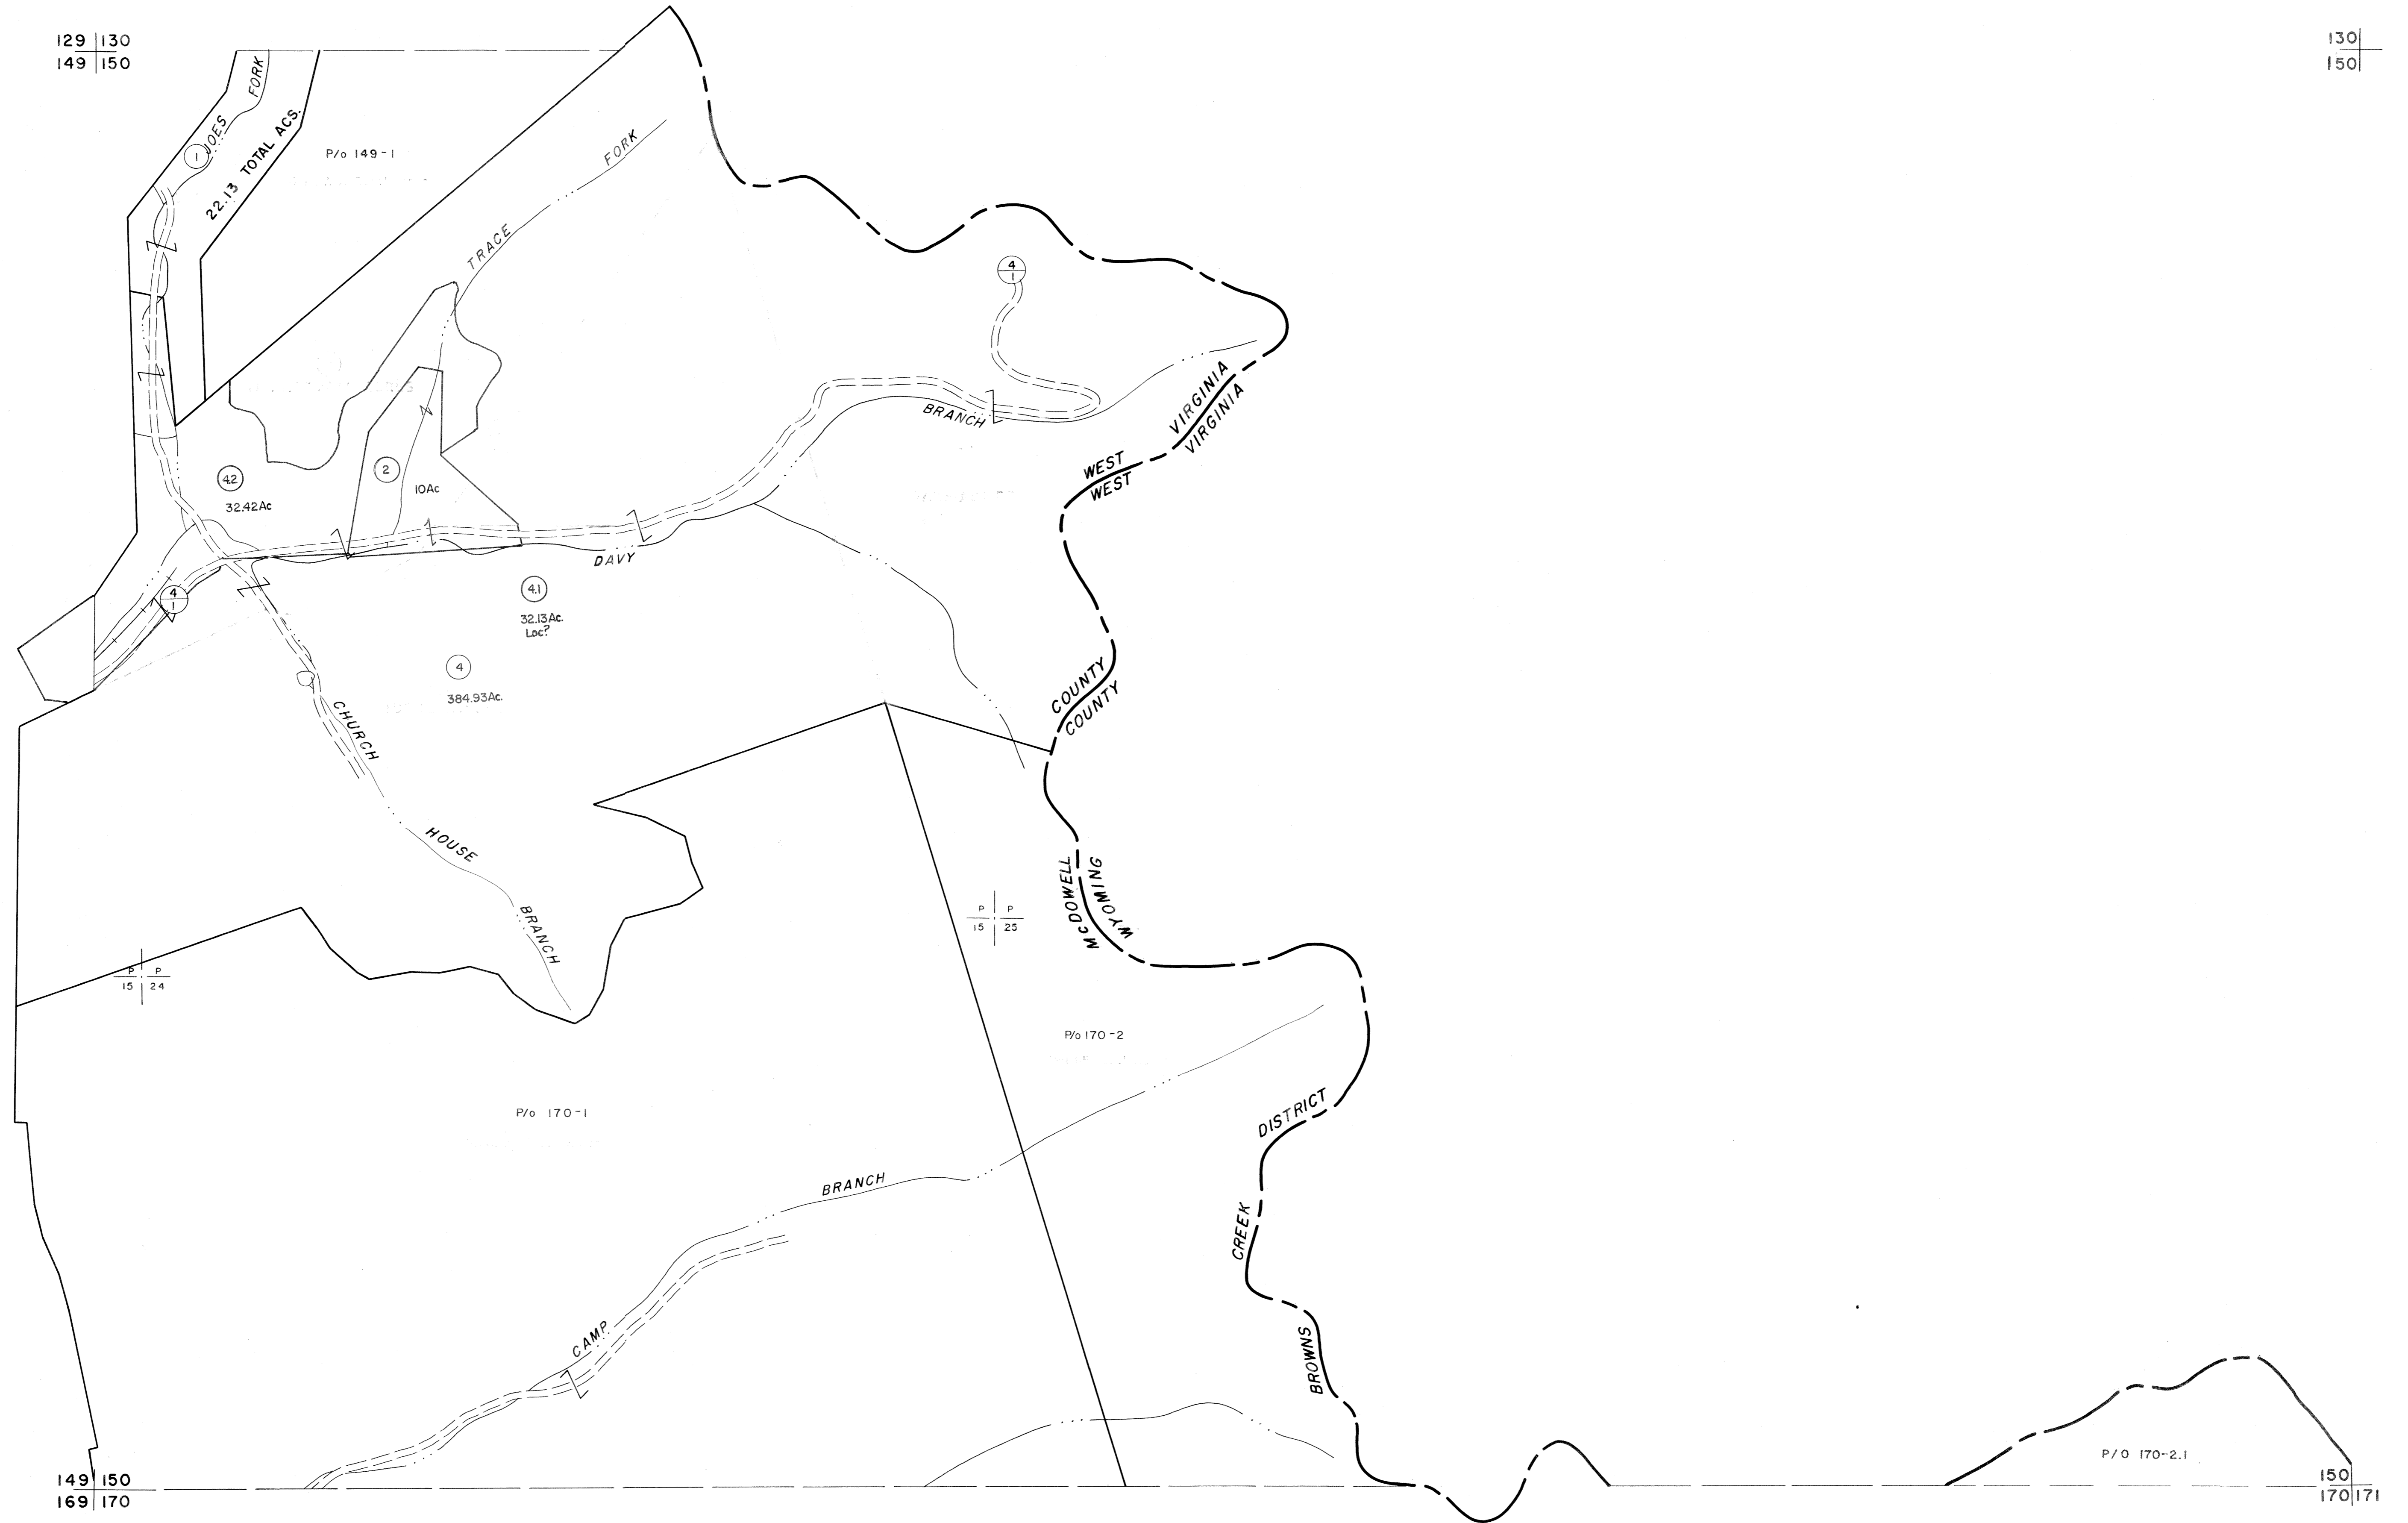 129 130
149 150
130
150
JOES FORK
1
22.13 TOTAL ACS.
P/o 149-1
TRACE FORK
4
1
BRANCH
WEST VIRGINIA
WEST VIRGINIA
4.2
32.42Ac
2
10Ac
DAVY
4
1
4.1
32.13Ac.
Loc?
4
384.93Ac.
COUNTY
COUNTY
CHURCH
HOUSE
BRANCH
McDOWELL
WYOMING
P P
15 25
P P
15 24
P/o 170-2
P/o 170-1
DISTRICT
CREEK
BROWNS
BRANCH
CAMP
P/O 170-2.1
149 150
169 170
150
170 171